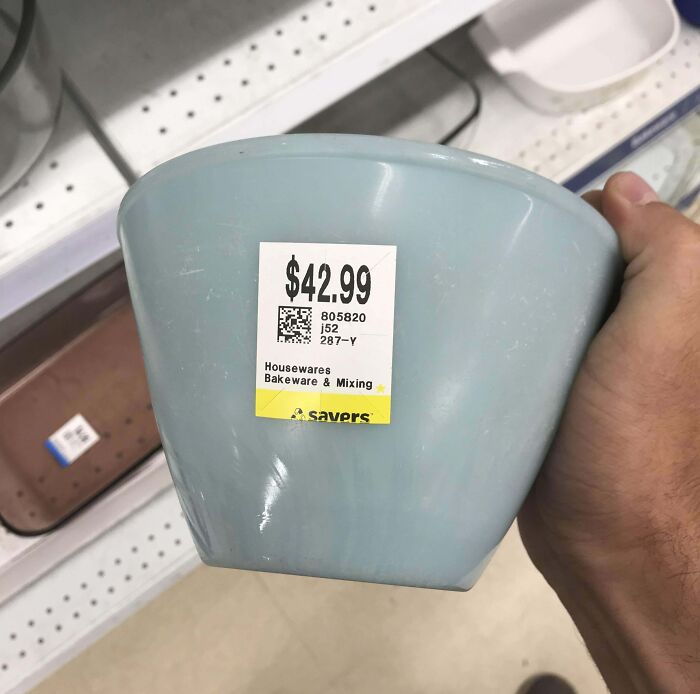 $42.99
805820
j52
287-Y
Housewares
Bakeware & Mixing
savers